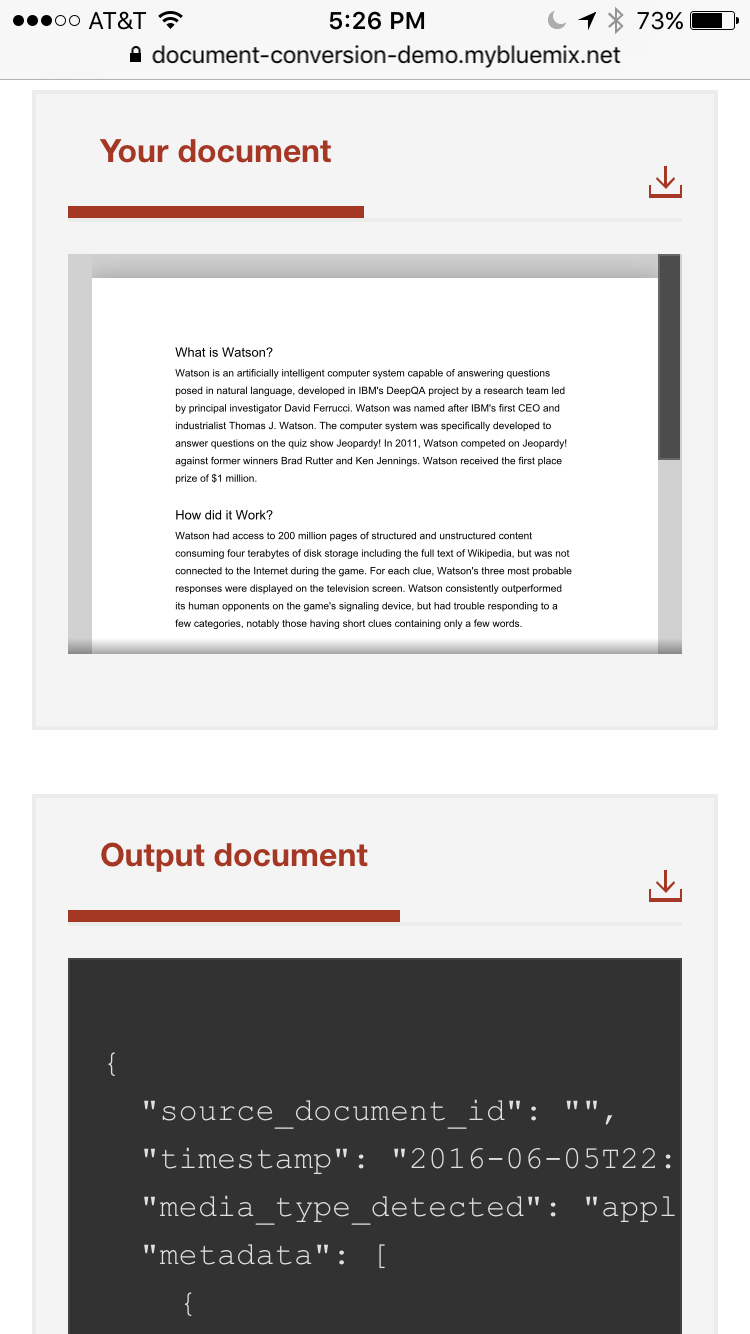 AT&T 5:26 PM 73%
document-conversion-demo.mybluemix.net
Your document
What is Watson?
Watson is an artificially intelligent computer system capable of answering questions
posed in natural language, developed in IBM's DeepQA project by a research team led
by principal investigator David Ferrucci. Watson was named after IBM's first CEO and
industrialist Thomas J. Watson. The computer system was specifically developed to
answer questions on the quiz show Jeopardy! In 2011, Watson competed on Jeopardy!
against former winners Brad Rutter and Ken Jennings. Watson received the first place
prize of $1 million.
How did it Work?
Watson had access to 200 million pages of structured and unstructured content
consuming four terabytes of disk storage including the full text of Wikipedia, but was not
connected to the Internet during the game. For each clue, Watson's three most probable
responses were displayed on the television screen. Watson consistently outperformed
its human opponents on the game's signaling device, but had trouble responding to a
few categories, notably those having short clues containing only a few words.
Output document
{
"source_document_id": "",
"timestamp": "2016-06-05T22:
"media_type_detected": "appl
"metadata": [
{